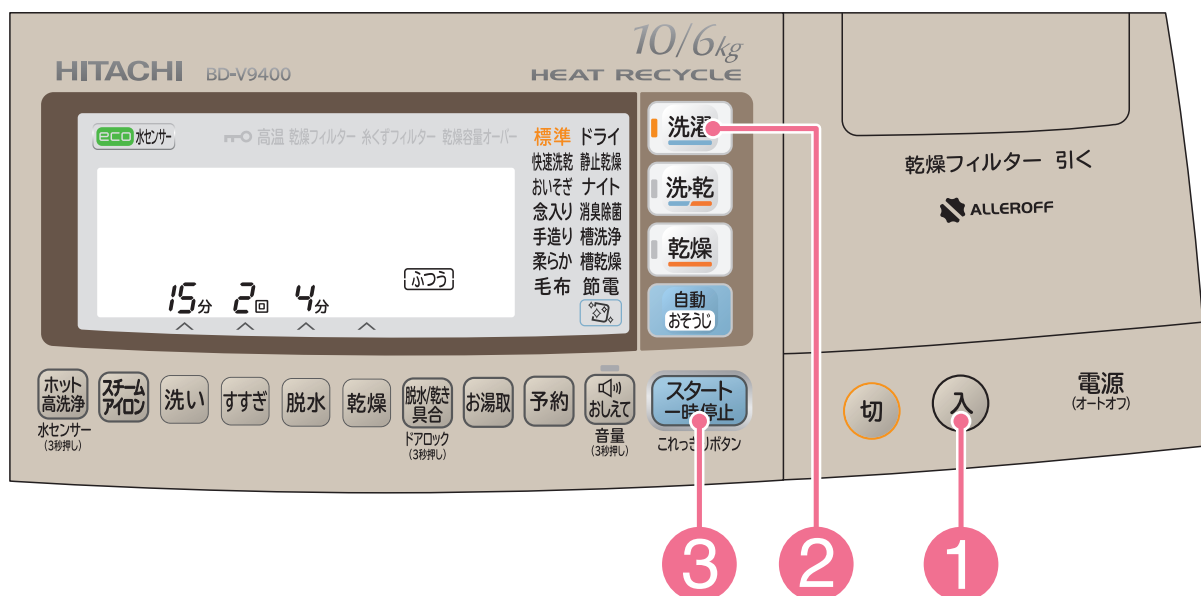 10/6kg
HITACHI BD-V9400
HEAT RECYCLE
eco水センサー
高温 乾燥フィルター 糸くずフィルター 乾燥容量オーバー
標準 ドライ
快速洗乾 静止乾燥
おいそぎ ナイト
念入り 消臭除菌
手造り 槽洗浄
柔らか 槽乾燥
毛布 節電
ふつう
15分 2回 4分
洗濯
洗・乾
乾燥
自動
おそうじ
乾燥フィルター 引く
ALLEROFF
ホット
高洗浄
水センサー
(3秒押し)
スチーム
アイロン
洗い
すすぎ
脱水
乾燥
脱水/乾き
具合
ドアロック
(3秒押し)
お湯取
予約
おしえて
音量
(3秒押し)
スタート
一時停止
これっきりボタン
切
入
電源
(オートオフ)
3
2
1